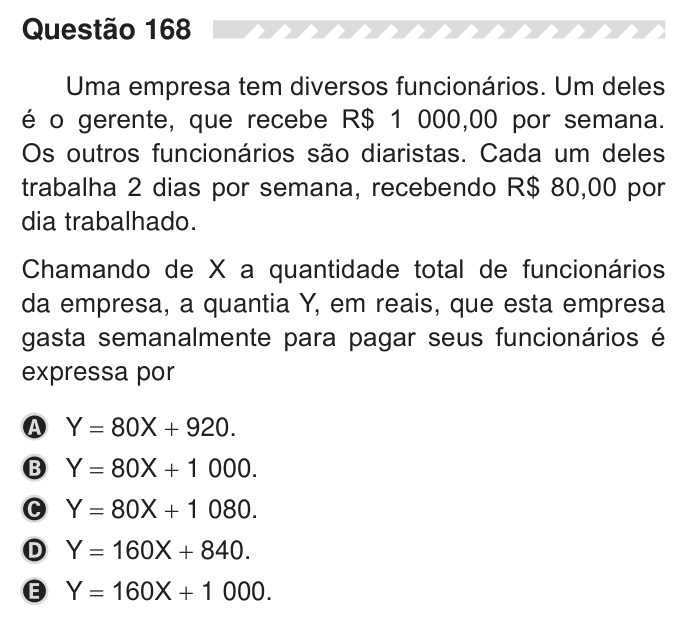 Questão 168
Uma empresa tem diversos funcionários. Um deles
é o gerente, que recebe R$ 1 000,00 por semana.
Os outros funcionários são diaristas. Cada um deles
trabalha 2 dias por semana, recebendo R$ 80,00 por
dia trabalhado.
Chamando de X a quantidade total de funcionários
da empresa, a quantia Y, em reais, que esta empresa
gasta semanalmente para pagar seus funcionários é
expressa por
A Y = 80X + 920.
B Y = 80X + 1 000.
C Y = 80X + 1 080.
D Y = 160X + 840.
E Y = 160X + 1 000.